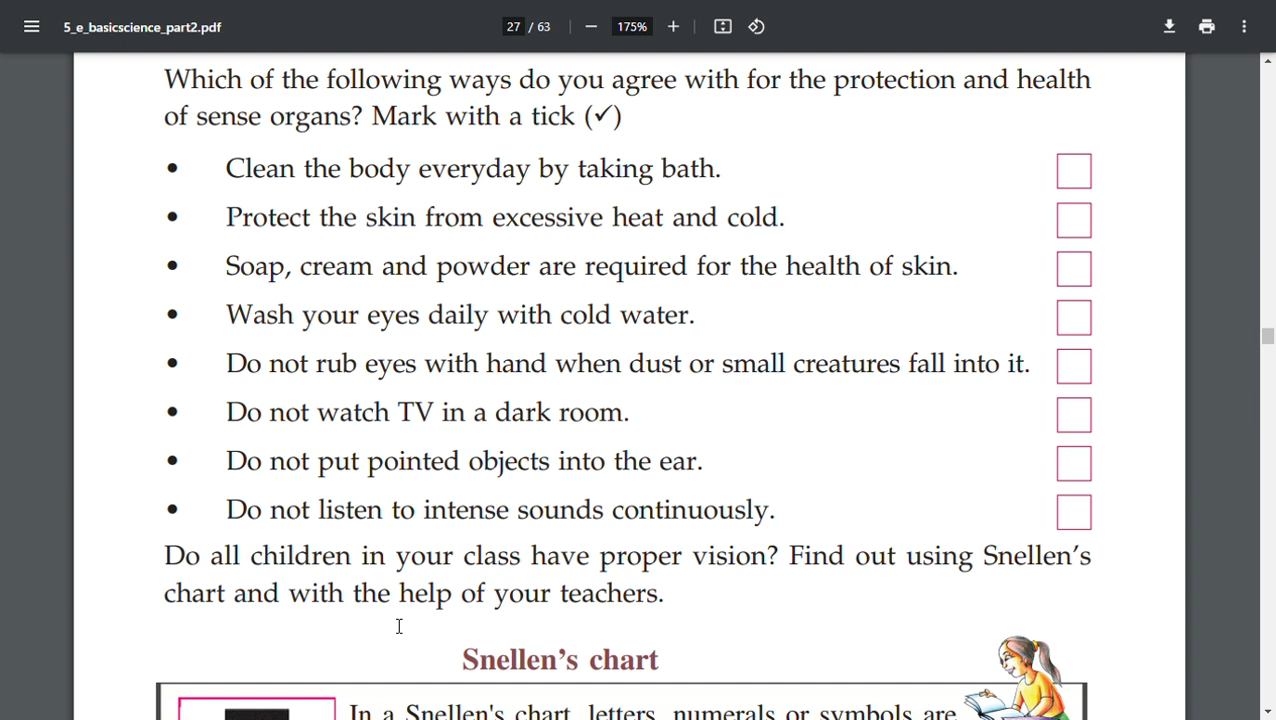 5_e_basicscience_part2.pdf
27 / 63
175%
Which of the following ways do you agree with for the protection and health
of sense organs? Mark with a tick (✓)
• Clean the body everyday by taking bath.
• Protect the skin from excessive heat and cold.
• Soap, cream and powder are required for the health of skin.
• Wash your eyes daily with cold water.
• Do not rub eyes with hand when dust or small creatures fall into it.
• Do not watch TV in a dark room.
• Do not put pointed objects into the ear.
• Do not listen to intense sounds continuously.
Do all children in your class have proper vision? Find out using Snellen’s
chart and with the help of your teachers.
Snellen’s chart
In a Snellen's chart, letters, numerals or symbols are